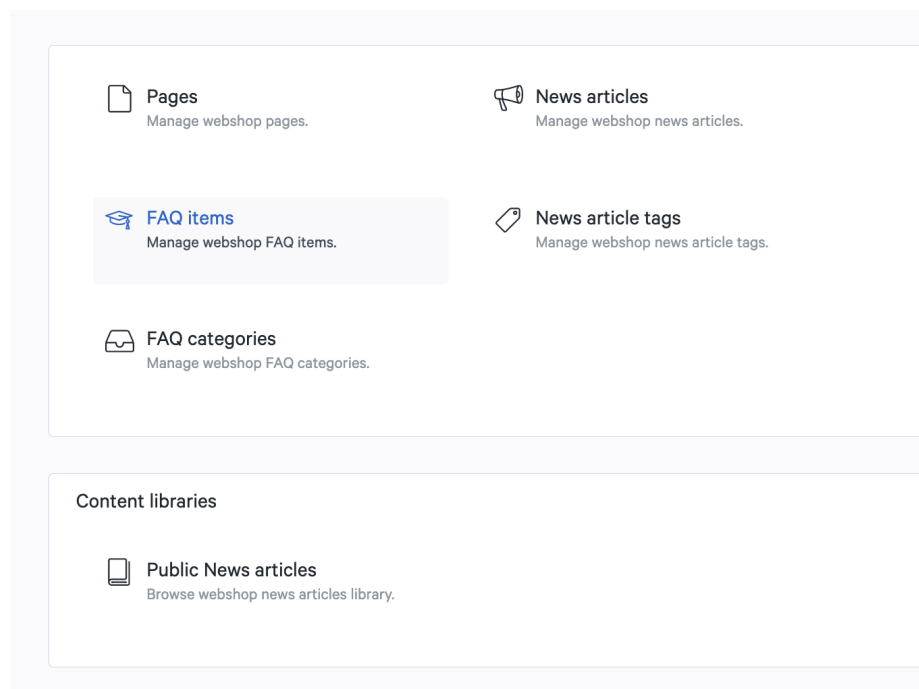 Pages
Manage webshop pages.
News articles
Manage webshop news articles.
FAQ items
Manage webshop FAQ items.
News article tags
Manage webshop news article tags.
FAQ categories
Manage webshop FAQ categories.
Content libraries
Public News articles
Browse webshop news articles library.